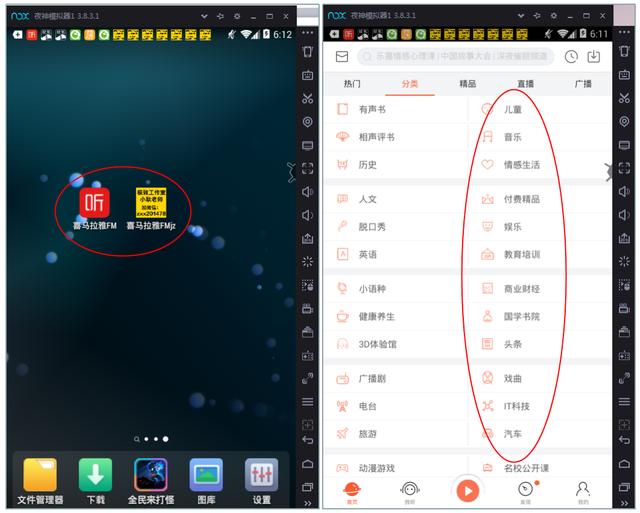 nox 夜神模拟器1 3.8.3.1
6:12
极致工作室
小耿老师
加微信:
zxx201478
喜马拉雅FM
喜马拉雅FMjz
文件管理器
下载
全民来打怪
图库
设置
nox 夜神模拟器1 3.8.3.1
6:11
乐嘉情感心理课 | 中国故事大会 | 深夜催眠频道
热门
分类
精品
直播
广播
有声书
儿童
相声评书
音乐
历史
情感生活
人文
付费精品
脱口秀
娱乐
英语
教育培训
小语种
商业财经
健康养生
国学书院
3D体验馆
头条
广播剧
戏曲
电台
IT科技
旅游
汽车
动漫游戏
名校公开课
首页
我听
发现
我的